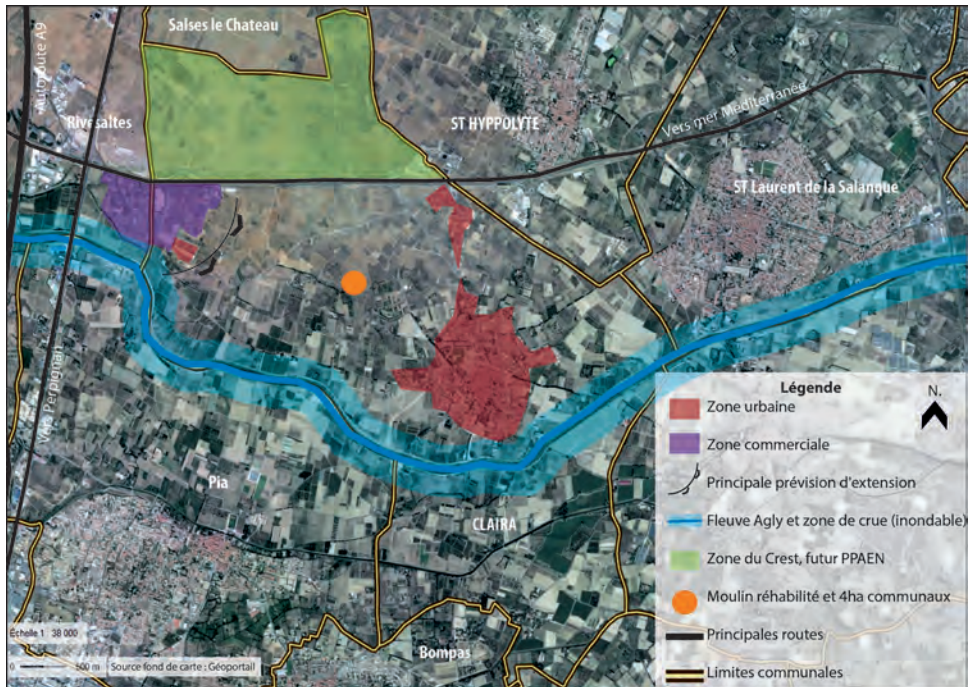 Salses le Chateau
Autoroute A9
Rivesaltes
ST HYPPOLYTE
Vers mer Méditerranée
ST Laurent de la Salanque
Vers Perpignan
Pia
CLAIRA
Bompas
Échelle 1 38 000
0 500 m
Source fond de carte : Géoportail
Légende
N.
Zone urbaine
Zone commerciale
Principale prévision d'extension
Fleuve Agly et zone de crue (inondable)
Zone du Crest, futur PPAEN
Moulin réhabilité et 4ha communaux
Principales routes
Limites communales